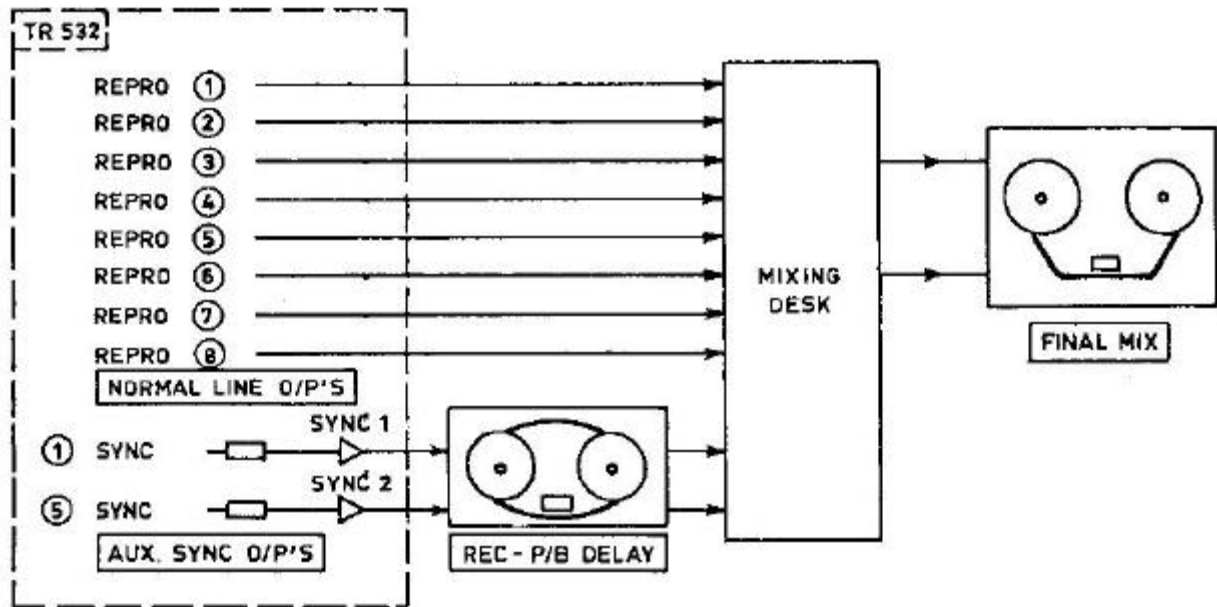 TR 532
REPRO 1
REPRO 2
REPRO 3
REPRO 4
REPRO 5
REPRO 6
REPRO 7
REPRO 8
NORMAL LINE O/P'S
1 SYNC
SYNC 1
5 SYNC
SYNC 2
AUX. SYNC O/P'S
REC - P/B DELAY
MIXING
DESK
FINAL MIX